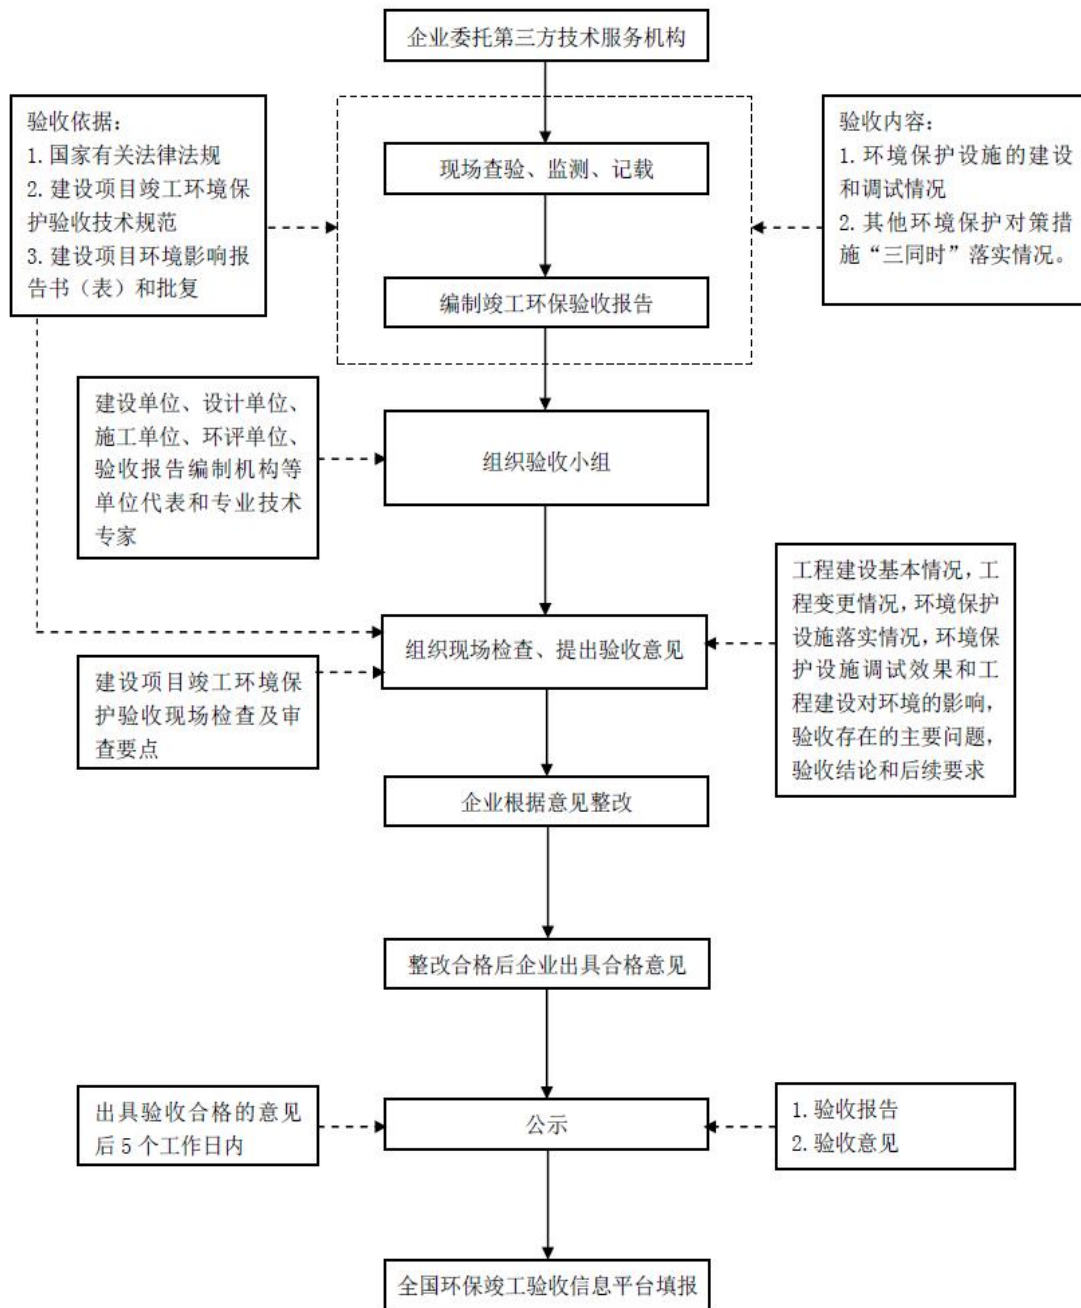 企业委托第三方技术服务机构
验收依据：
1. 国家有关法律法规
2. 建设项目竣工环境保
护验收技术规范
3. 建设项目环境影响报
告书（表）和批复
现场查验、监测、记载
编制竣工环保验收报告
验收内容：
1. 环境保护设施的建设
和调试情况
2. 其他环境保护对策措
施“三同时”落实情况。
建设单位、设计单位、
施工单位、环评单位、
验收报告编制机构等
单位代表和专业技术
专家
组织验收小组
组织现场检查、提出验收意见
建设项目竣工环境保
护验收现场检查及审
查要点
工程建设基本情况，工
程变更情况，环境保护
设施落实情况，环境保
护设施调试效果和工
程建设对环境的影响，
验收存在的主要问题，
验收结论和后续要求
企业根据意见整改
整改合格后企业出具合格意见
出具验收合格的意见
后 5 个工作日内
公示
1. 验收报告
2. 验收意见
全国环保竣工验收信息平台填报